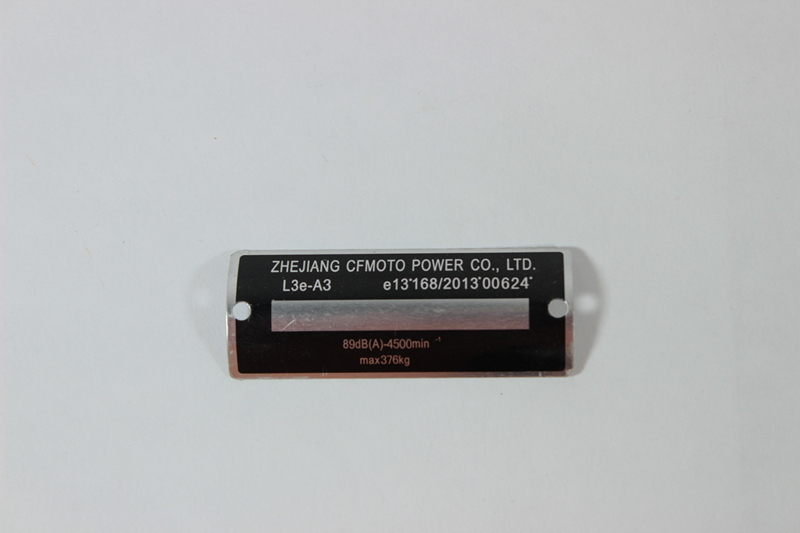 ZHEJIANG CFMOTO POWER CO., LTD.
L3e-A3 e13*168/2013*00624*
89dB(A)-4500min⁻¹
max376kg